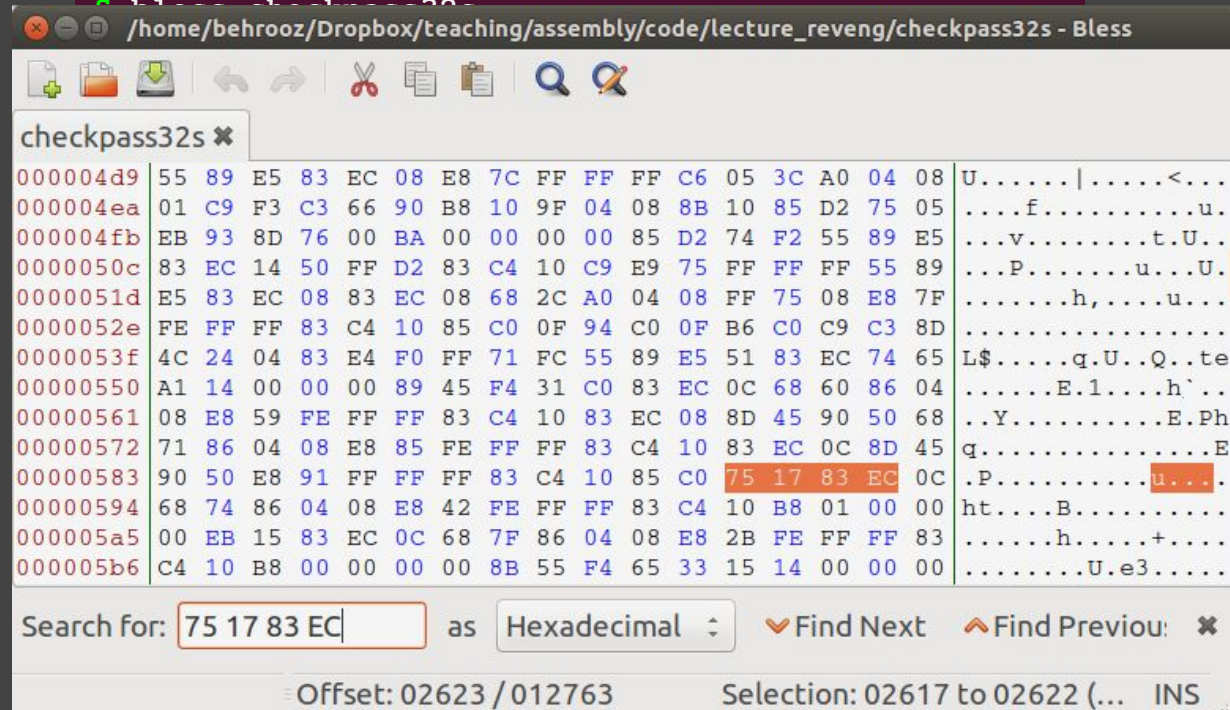 $ bless checkpass32s
/home/behrooz/Dropbox/teaching/assembly/code/lecture_reveng/checkpass32s - Bless
checkpass32s
000004d9 55 89 E5 83 EC 08 E8 7C FF FF FF C6 05 3C A0 04 08 U......|.....<...
000004ea 01 C9 F3 C3 66 90 B8 10 9F 04 08 8B 10 85 D2 75 05 ....f..........u.
000004fb EB 93 8D 76 00 BA 00 00 00 00 85 D2 74 F2 55 89 E5 ...v........t.U..
0000050c 83 EC 14 50 FF D2 83 C4 10 C9 E9 75 FF FF FF 55 89 ...P.......u...U.
0000051d E5 83 EC 08 83 EC 08 68 2C A0 04 08 FF 75 08 E8 7F .......h,....u...
0000052e FE FF FF 83 C4 10 85 C0 0F 94 C0 0F B6 C0 C9 C3 8D .................
0000053f 4C 24 04 83 E4 F0 FF 71 FC 55 89 E5 51 83 EC 74 65 L$.....q.U..Q..te
00000550 A1 14 00 00 00 89 45 F4 31 C0 83 EC 0C 68 60 86 04 ......E.1....h`..
00000561 08 E8 59 FE FF FF 83 C4 10 83 EC 08 8D 45 90 50 68 ..Y..........E.Ph
00000572 71 86 04 08 E8 85 FE FF FF 83 C4 10 83 EC 0C 8D 45 q...............E
00000583 90 50 E8 91 FF FF FF 83 C4 10 85 C0 75 17 83 EC 0C .P..........u....
00000594 68 74 86 04 08 E8 42 FE FF FF 83 C4 10 B8 01 00 00 ht....B..........
000005a5 00 EB 15 83 EC 0C 68 7F 86 04 08 E8 2B FE FF FF 83 ......h.....+....
000005b6 C4 10 B8 00 00 00 00 8B 55 F4 65 33 15 14 00 00 00 ........U.e3.....
Search for: 75 17 83 EC as Hexadecimal Find Next Find Previou:
Offset: 02623 / 012763 Selection: 02617 to 02622 (... INS